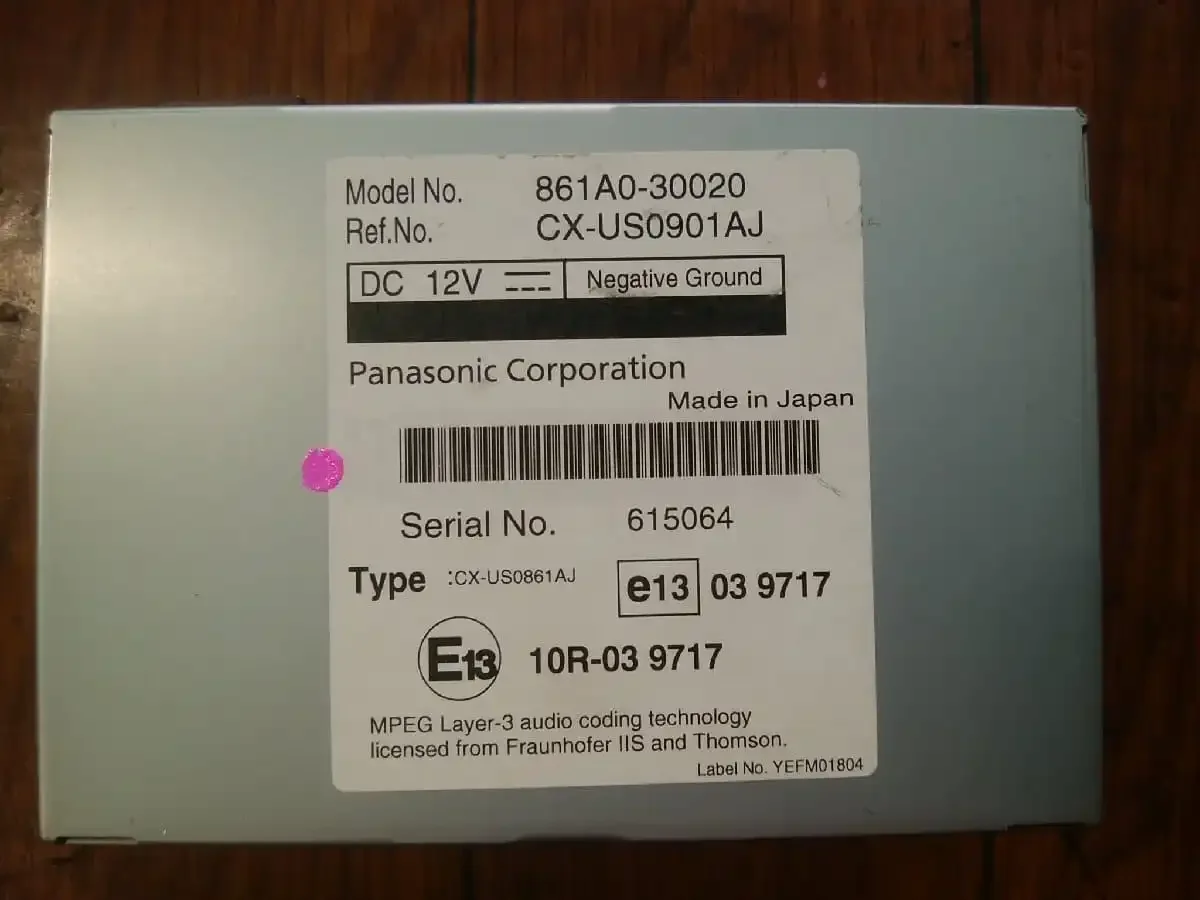 Model No. 861A0-30020
Ref.No. CX-US0901AJ
DC 12V Negative Ground
Panasonic Corporation
Made in Japan
Serial No. 615064
Type :CX-US0861AJ e13 03 9717
E13 10R-03 9717
MPEG Layer-3 audio coding technology
licensed from Fraunhofer IIS and Thomson.
Label No. YEFM01804